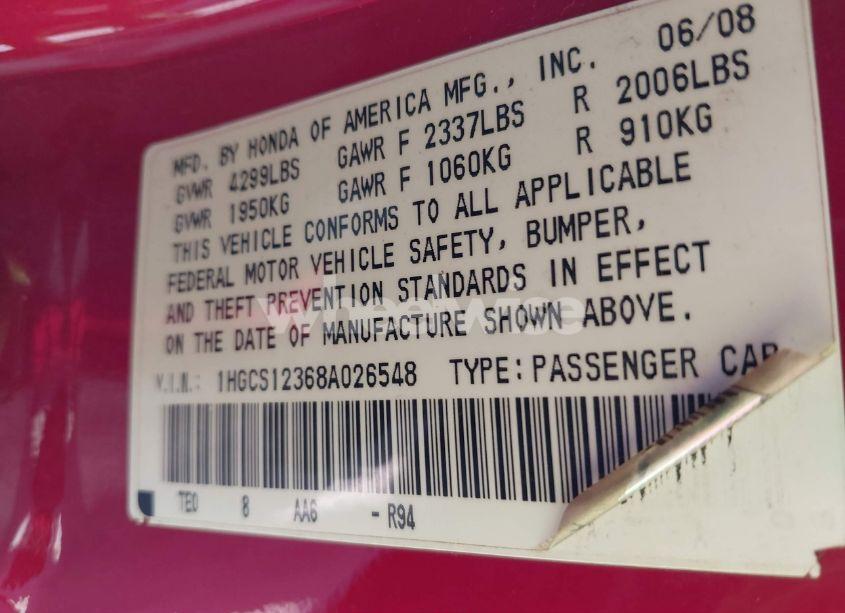 MFD. BY HONDA OF AMERICA MFG., INC. 06/08
GVWR 4299LBS GAWR F 2337LBS R 2006LBS
GVWR 1950KG GAWR F 1060KG R 910KG
THIS VEHICLE CONFORMS TO ALL APPLICABLE
FEDERAL MOTOR VEHICLE SAFETY, BUMPER,
AND THEFT PREVENTION STANDARDS IN EFFECT
ON THE DATE OF MANUFACTURE SHOWN ABOVE.
V.I.N.: 1HGCS12368A026548 TYPE: PASSENGER CAR
TEO 8 AA6 - R94
wheelwise